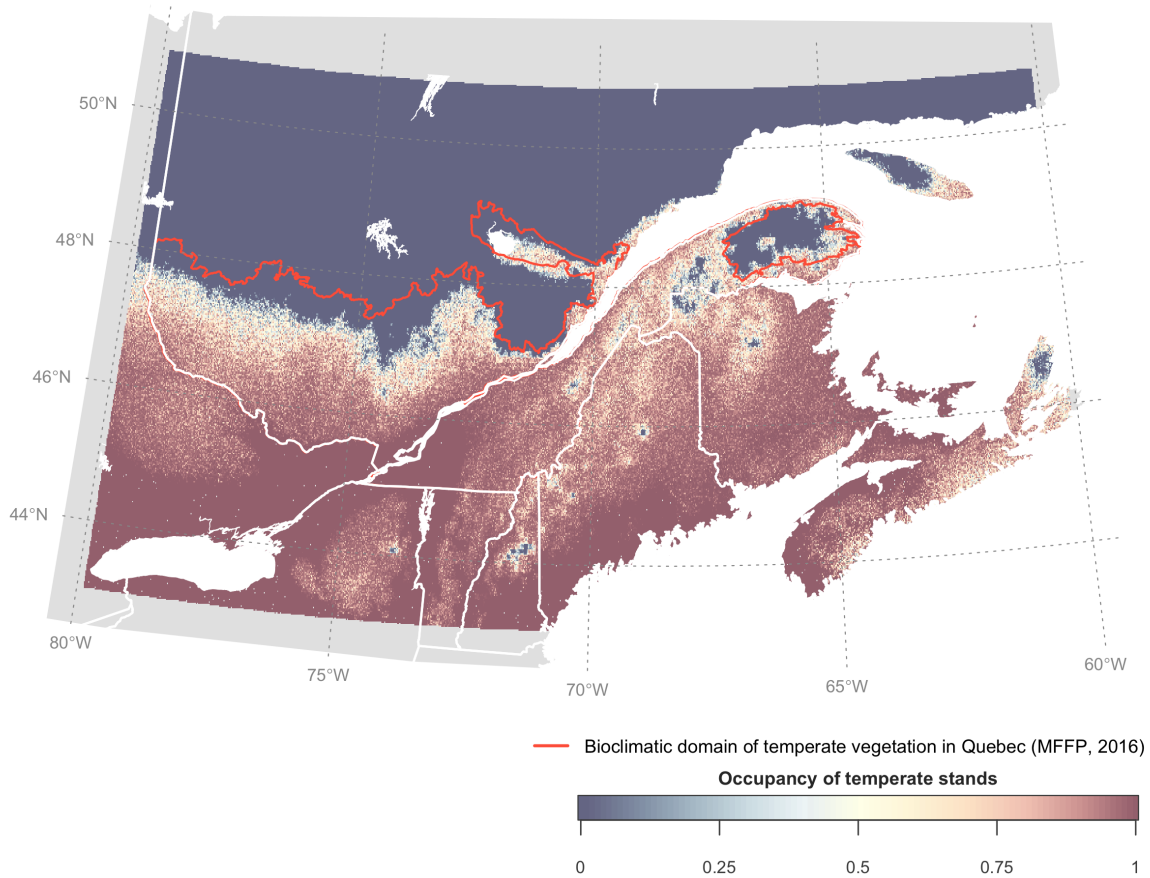 50°N
48°N
46°N
44°N
80°W
75°W
70°W
65°W
60°W
Bioclimatic domain of temperate vegetation in Quebec (MFFP, 2016)
Occupancy of temperate stands
0 0.25 0.5 0.75 1